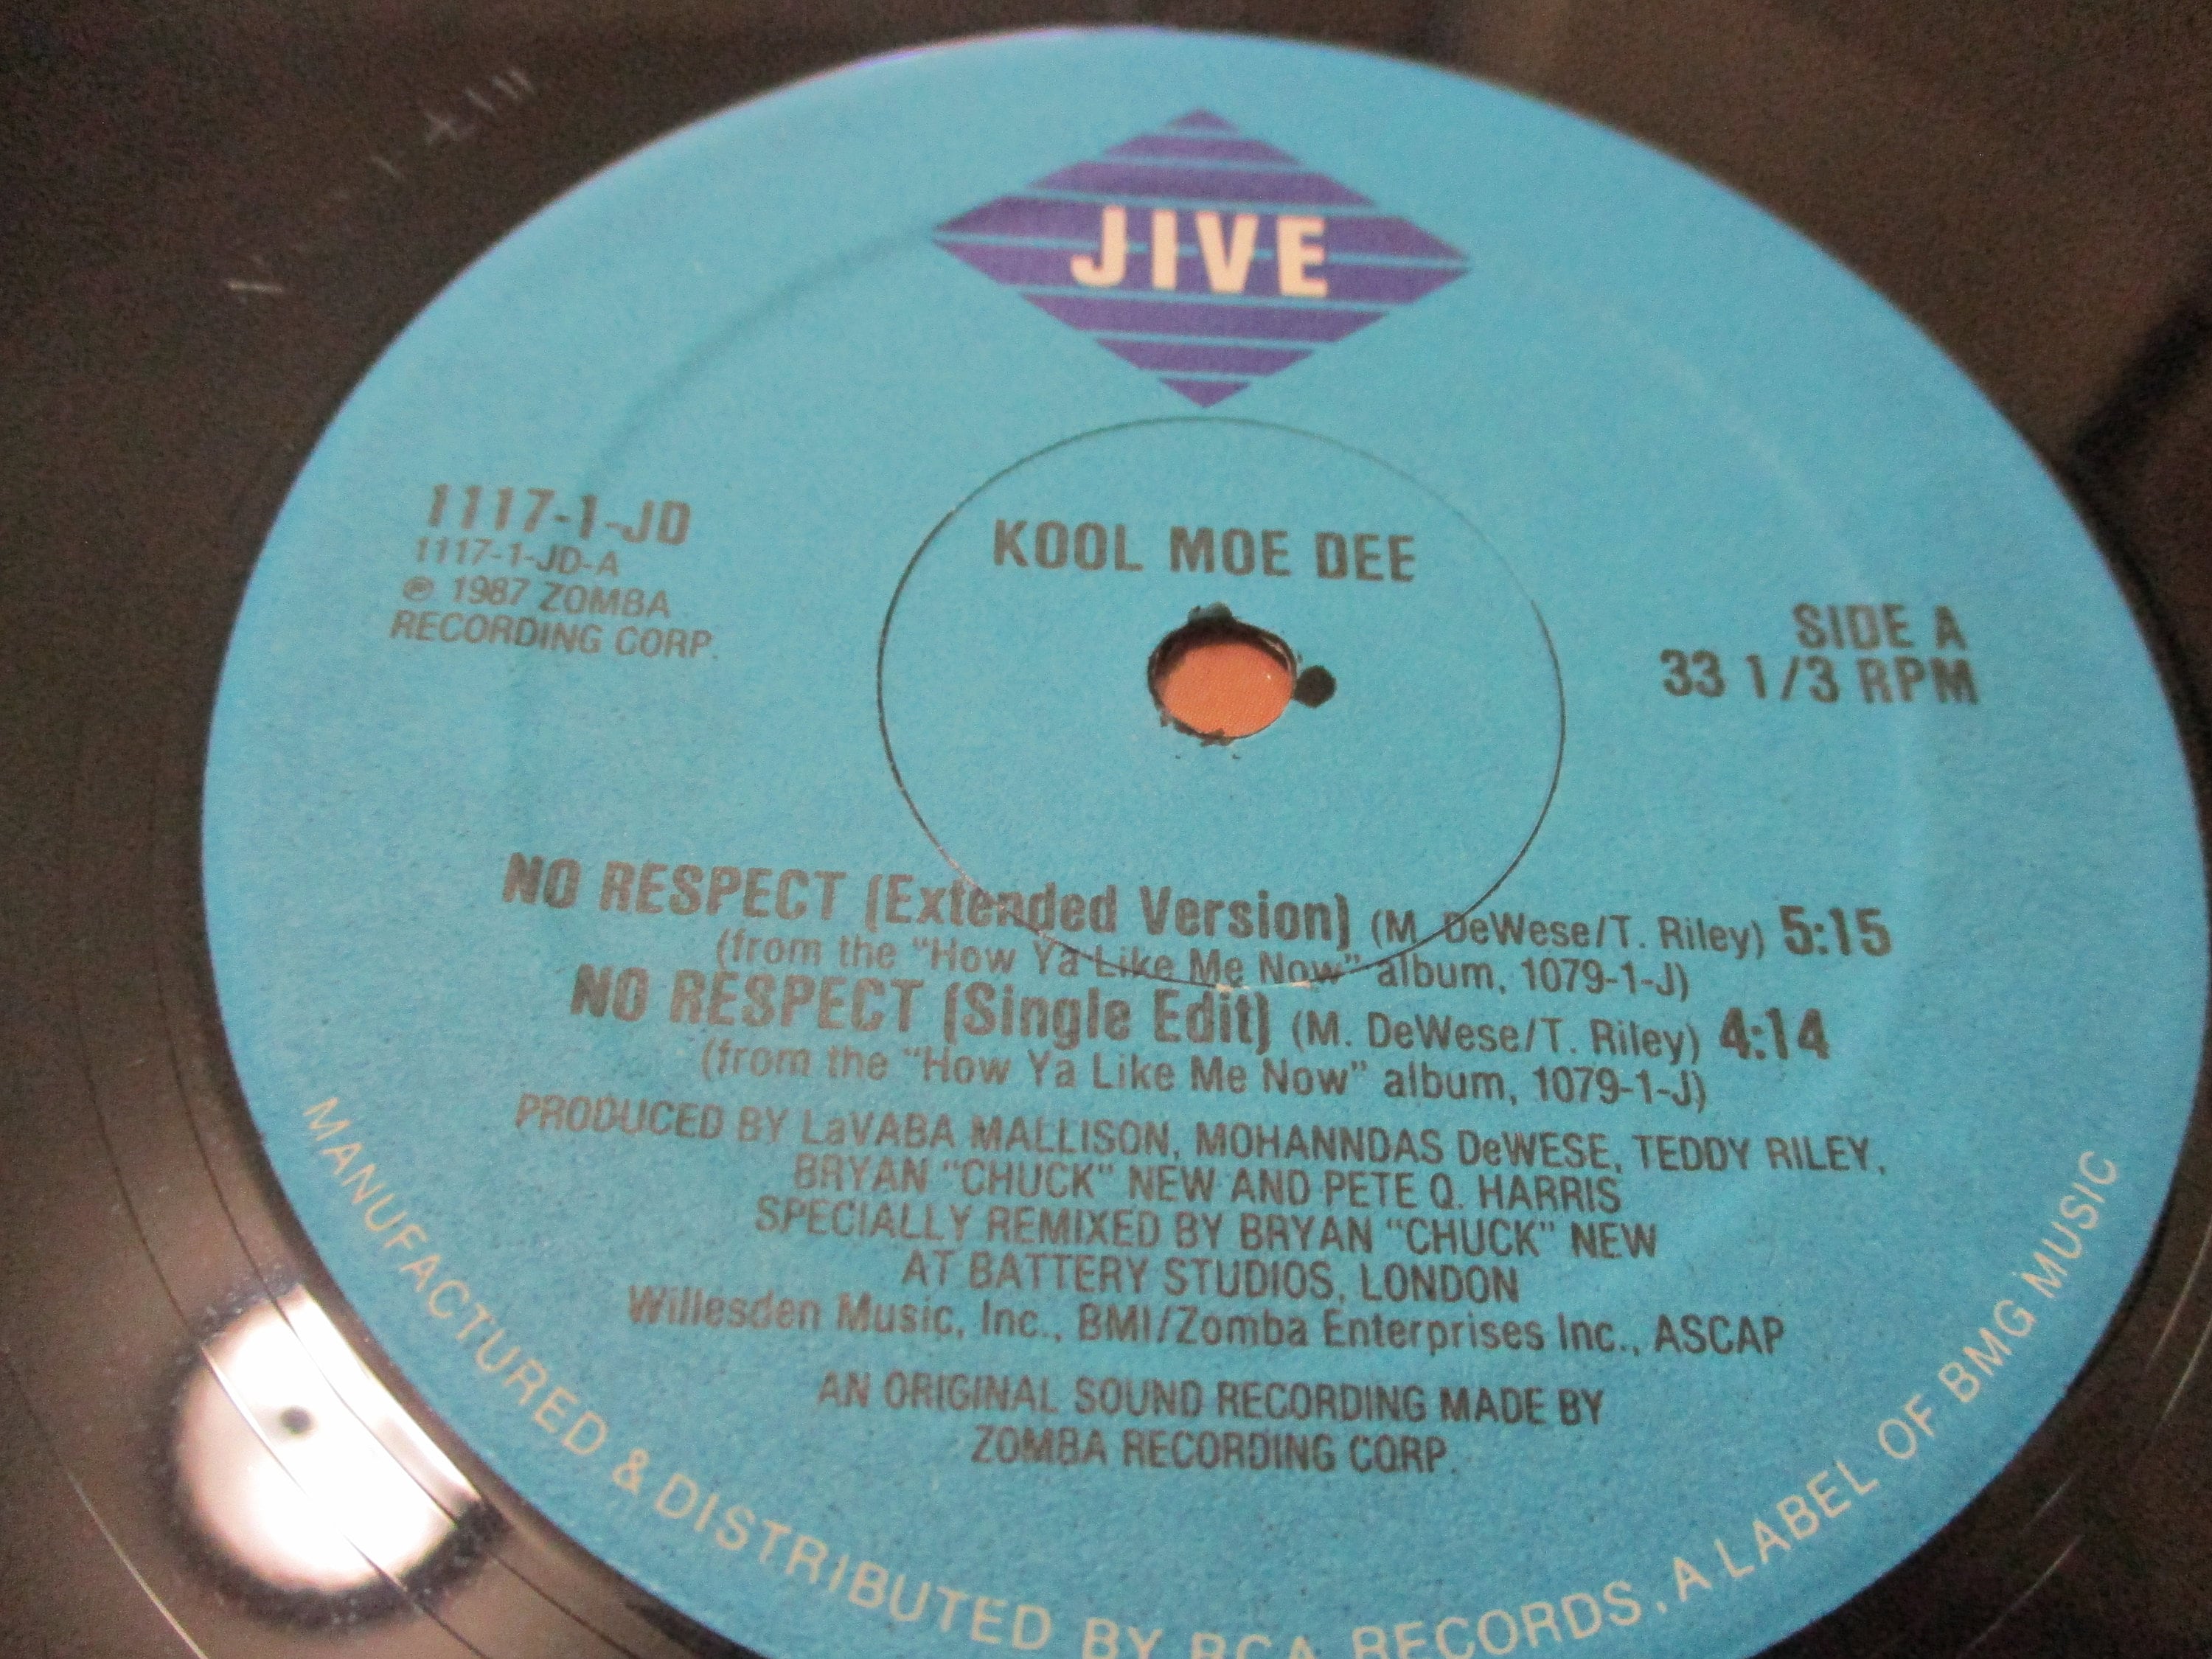 JIVE
KOOL MOE DEE
1117-1-JD
1117-1-JD-A
℗ 1987 ZOMBA
RECORDING CORP.
SIDE A
33 1/3 RPM
NO RESPECT (Extended Version) (M. DeWese/T. Riley) 5:15
(from the "How Ya Like Me Now" album, 1079-1-J)
NO RESPECT (Single Edit) (M. DeWese/T. Riley) 4:14
(from the "How Ya Like Me Now" album, 1079-1-J)
PRODUCED BY LaVABA MALLISON, MOHANNDAS DeWESE, TEDDY RILEY,
BRYAN "CHUCK" NEW AND PETE Q. HARRIS
SPECIALLY REMIXED BY BRYAN "CHUCK" NEW
AT BATTERY STUDIOS, LONDON
Willesden Music, Inc., BMI/Zomba Enterprises Inc., ASCAP
AN ORIGINAL SOUND RECORDING MADE BY
ZOMBA RECORDING CORP.
MANUFACTURED & DISTRIBUTED BY RCA RECORDS, A LABEL OF BMG MUSIC